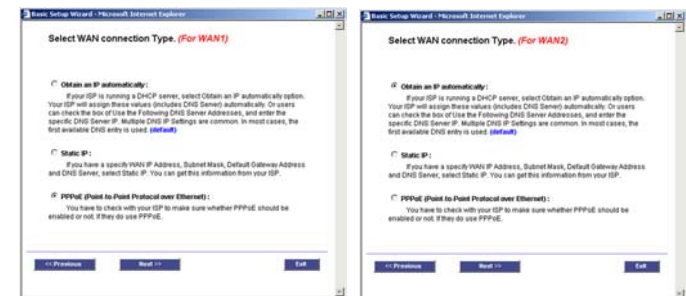 Basic Setup Wizard - Microsoft Internet Explorer
Select WAN connection Type. (For WAN1)
Obtain an IP automatically :
If your ISP is running a DHCP server, select Obtain an IP automatically option.
Your ISP will assign these values (includes DNS Server) automatically. Or users
can check the box of Use the Following DNS Server Addresses, and enter the
specific DNS Server IP. Multiple DNS IP Settings are common. In most cases, the
first available DNS entry is used. (default)
Static IP :
If you have a specify WAN IP Address, Subnet Mask, Default Gateway Address
and DNS Server, select Static IP. You can get this information from your ISP.
PPPoE (Point-to-Point Protocol over Ethernet) :
You have to check with your ISP to make sure whether PPPoE should be
enabled or not. If they do use PPPoE.
<< Previous
Next >>
Exit
Basic Setup Wizard - Microsoft Internet Explorer
Select WAN connection Type. (For WAN2)
Obtain an IP automatically :
If your ISP is running a DHCP server, select Obtain an IP automatically option.
Your ISP will assign these values (includes DNS Server) automatically. Or users
can check the box of Use the Following DNS Server Addresses, and enter the
specific DNS Server IP. Multiple DNS IP Settings are common. In most cases, the
first available DNS entry is used. (default)
Static IP :
If you have a specify WAN IP Address, Subnet Mask, Default Gateway Address
and DNS Server, select Static IP. You can get this information from your ISP.
PPPoE (Point-to-Point Protocol over Ethernet) :
You have to check with your ISP to make sure whether PPPoE should be
enabled or not. If they do use PPPoE.
<< Previous
Next >>
Exit